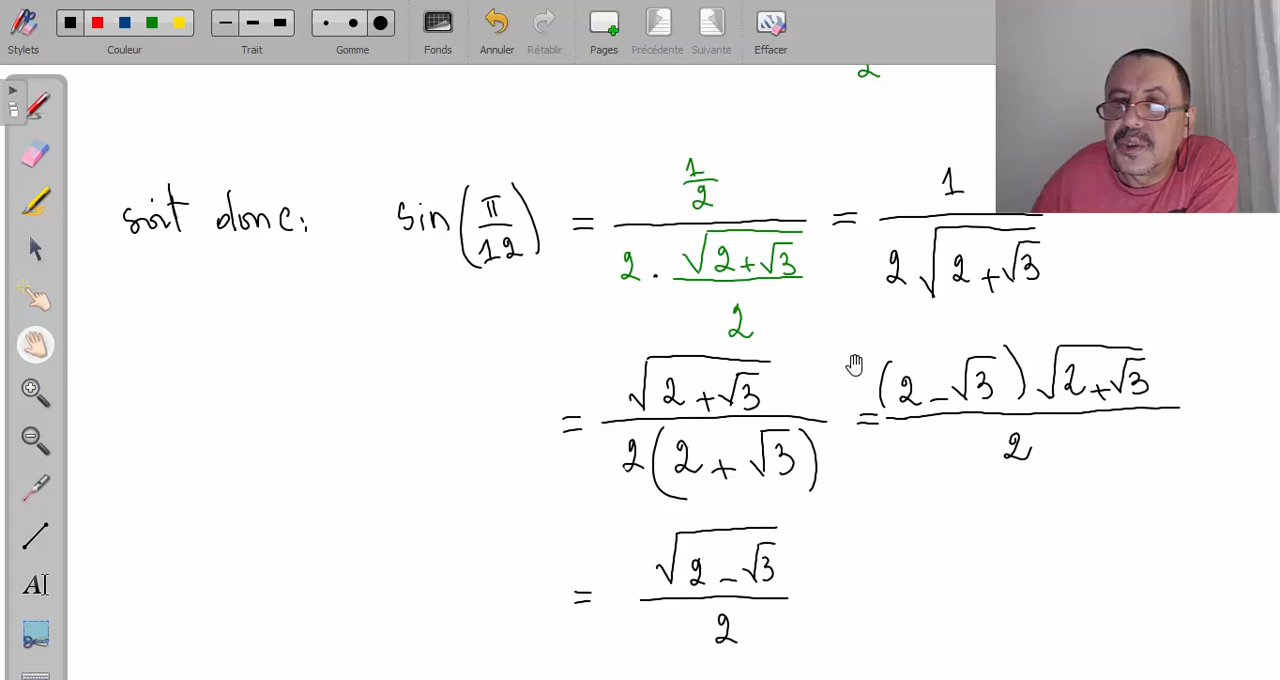 Stylets Couleur Trait Gomme Fonds Annuler Rétablir Pages Précédente Suivante Effacer
2
soit donc: sin(π/12) = (1/2)/(2·√(2+√3)/2) = 1/(2√(2+√3))
= √(2+√3)/(2(2+√3)) = (2-√3)√(2+√3)/2
= √(2-√3)/2
AI